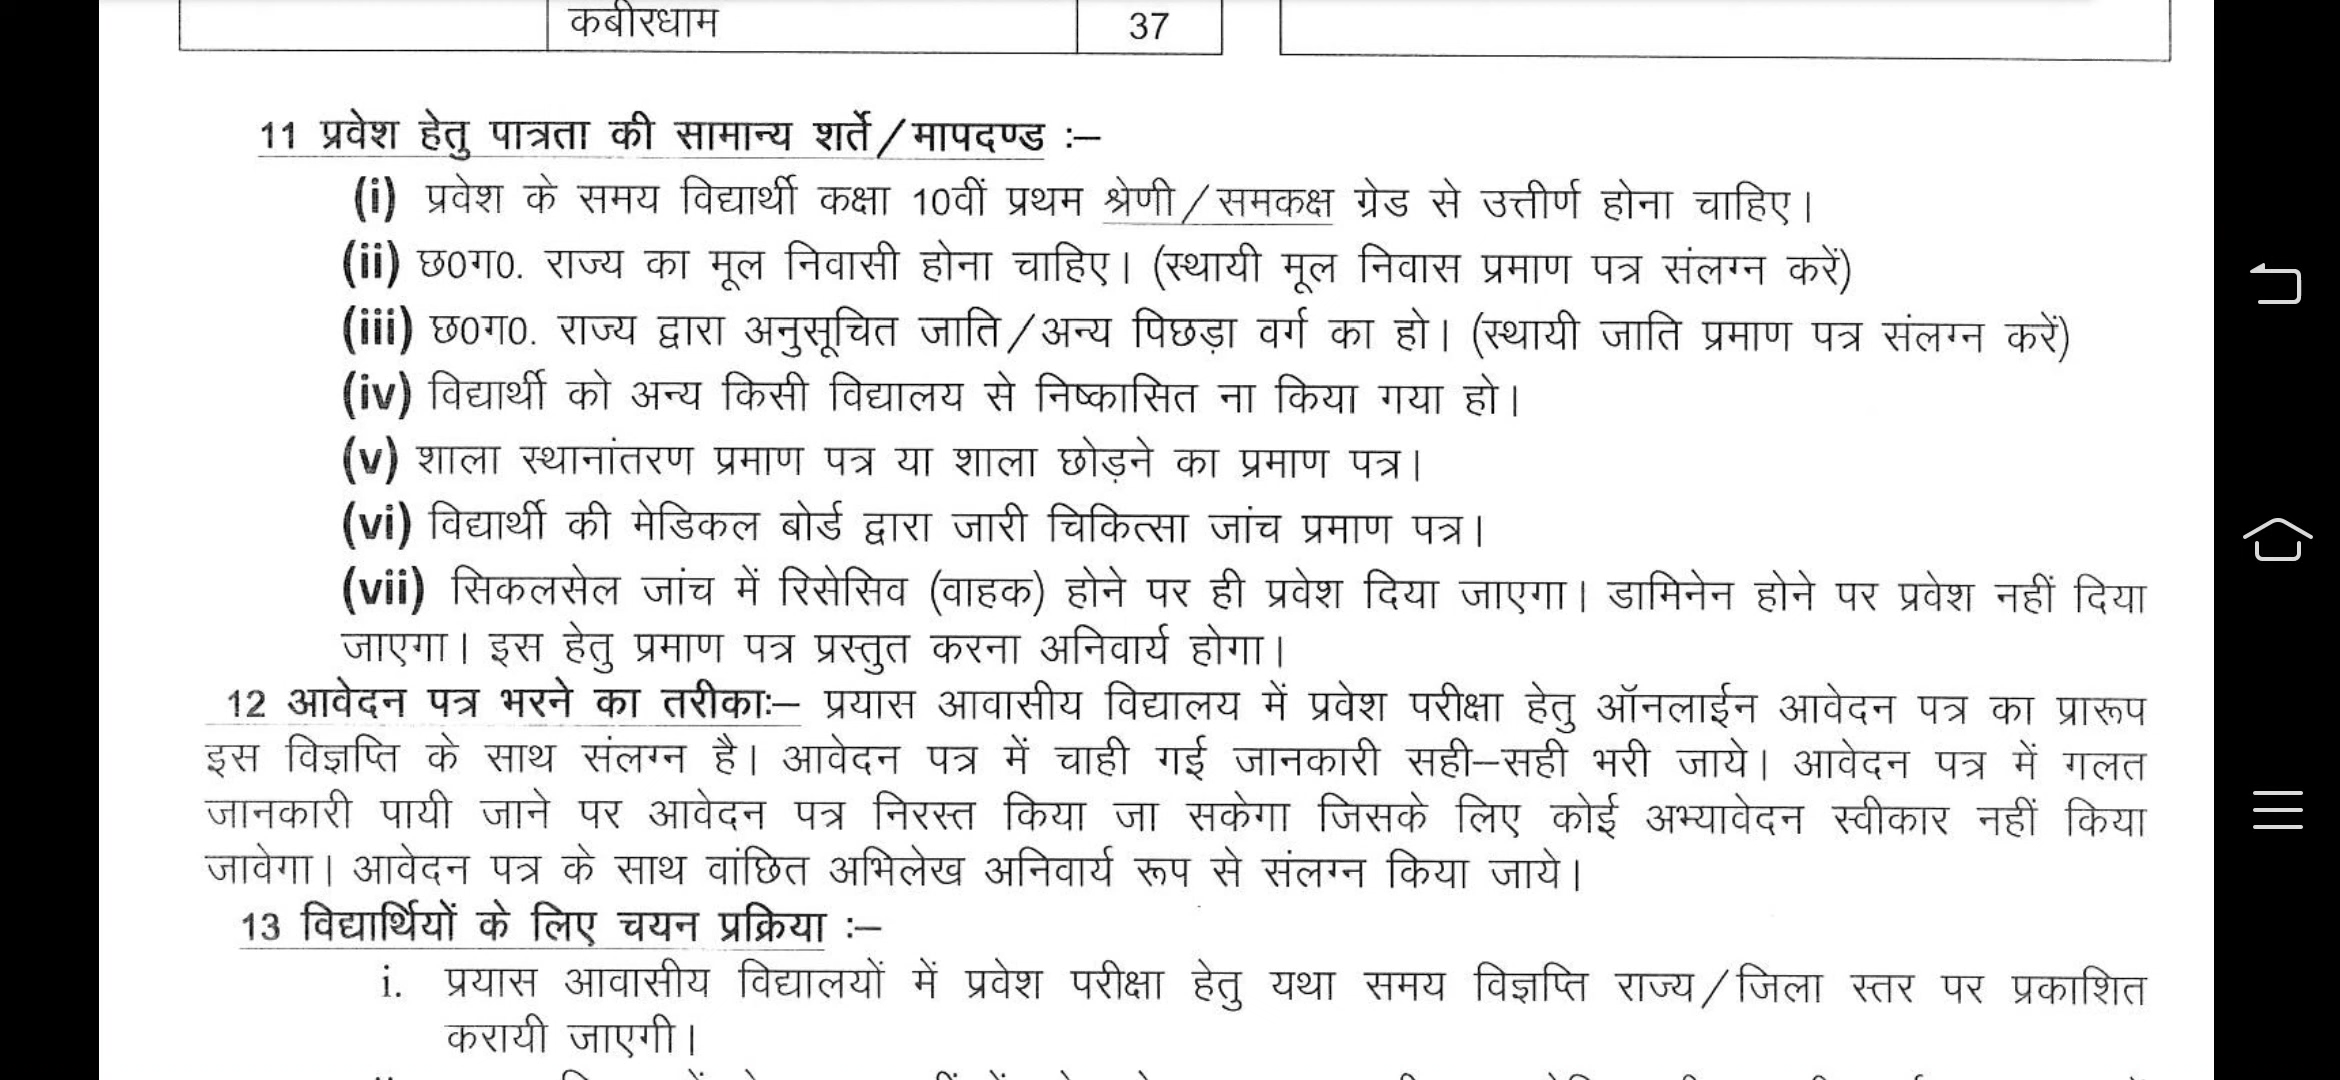 कबीरधाम 37
11 प्रवेश हेतु पात्रता की सामान्य शर्ते/मापदण्ड :–
(i) प्रवेश के समय विद्यार्थी कक्षा 10वीं प्रथम श्रेणी/समकक्ष ग्रेड से उत्तीर्ण होना चाहिए।
(ii) छ0ग0. राज्य का मूल निवासी होना चाहिए। (स्थायी मूल निवास प्रमाण पत्र संलग्न करें)
(iii) छ0ग0. राज्य द्वारा अनुसूचित जाति/अन्य पिछड़ा वर्ग का हो। (स्थायी जाति प्रमाण पत्र संलग्न करें)
(iv) विद्यार्थी को अन्य किसी विद्यालय से निष्कासित ना किया गया हो।
(v) शाला स्थानांतरण प्रमाण पत्र या शाला छोड़ने का प्रमाण पत्र।
(vi) विद्यार्थी की मेडिकल बोर्ड द्वारा जारी चिकित्सा जांच प्रमाण पत्र।
(vii) सिकलसेल जांच में रिसेसिव (वाहक) होने पर ही प्रवेश दिया जाएगा। डामिनेन होने पर प्रवेश नहीं दिया
जाएगा। इस हेतु प्रमाण पत्र प्रस्तुत करना अनिवार्य होगा।
12 आवेदन पत्र भरने का तरीकाः– प्रयास आवासीय विद्यालय में प्रवेश परीक्षा हेतु ऑनलाईन आवेदन पत्र का प्रारूप
इस विज्ञप्ति के साथ संलग्न है। आवेदन पत्र में चाही गई जानकारी सही–सही भरी जाये। आवेदन पत्र में गलत
जानकारी पायी जाने पर आवेदन पत्र निरस्त किया जा सकेगा जिसके लिए कोई अभ्यावेदन स्वीकार नहीं किया
जावेगा। आवेदन पत्र के साथ वांछित अभिलेख अनिवार्य रूप से संलग्न किया जाये।
13 विद्यार्थियों के लिए चयन प्रक्रिया :–
i. प्रयास आवासीय विद्यालयों में प्रवेश परीक्षा हेतु यथा समय विज्ञप्ति राज्य/जिला स्तर पर प्रकाशित
करायी जाएगी।